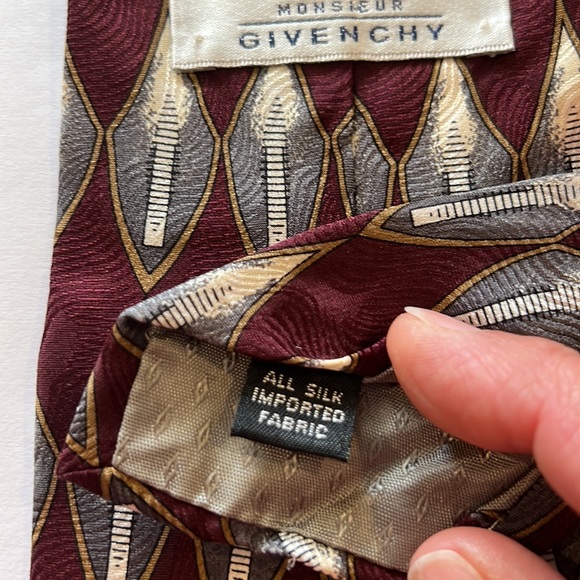 MONSIEUR
GIVENCHY
ALL SILK
IMPORTED
FABRIC